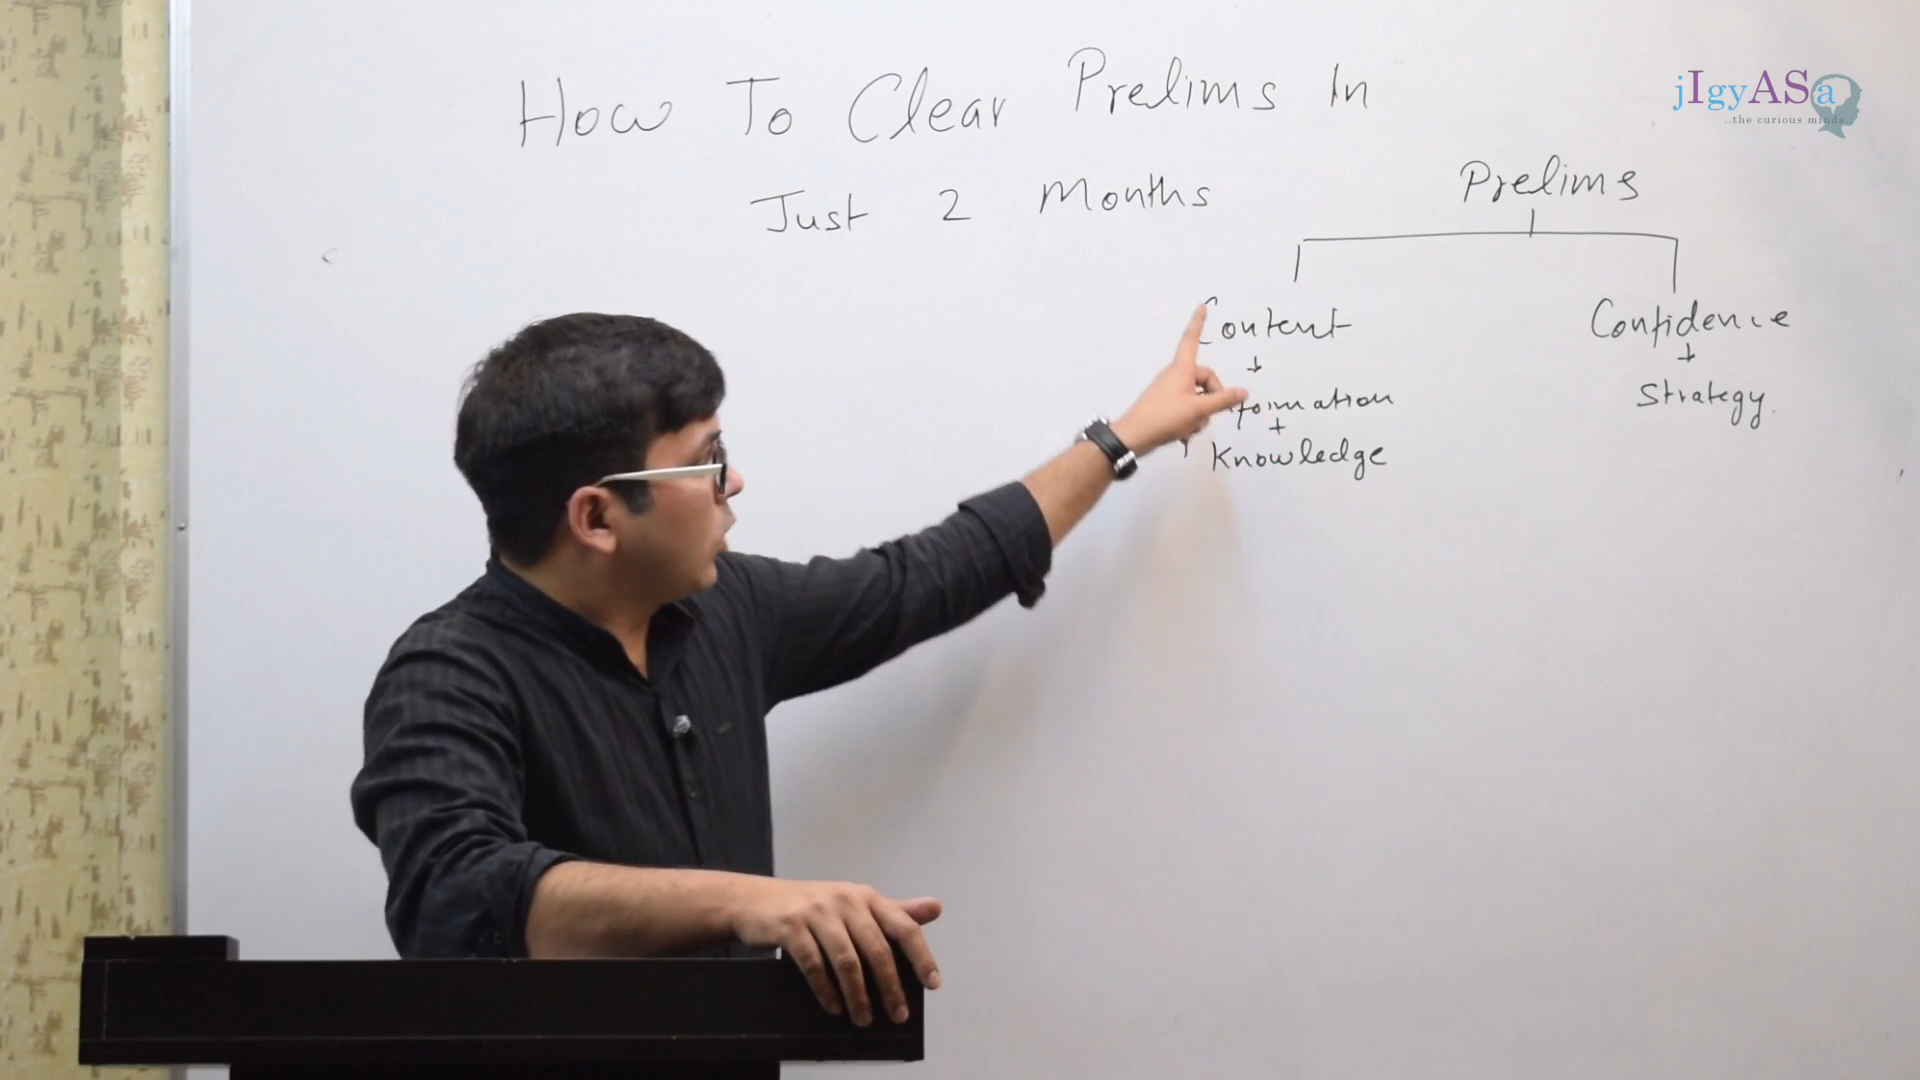 How To Clear Prelims In
Just 2 Months
jIgyASa
..the curious minds
Prelims
Content
Confidence
Strategy.
+
Knowledge